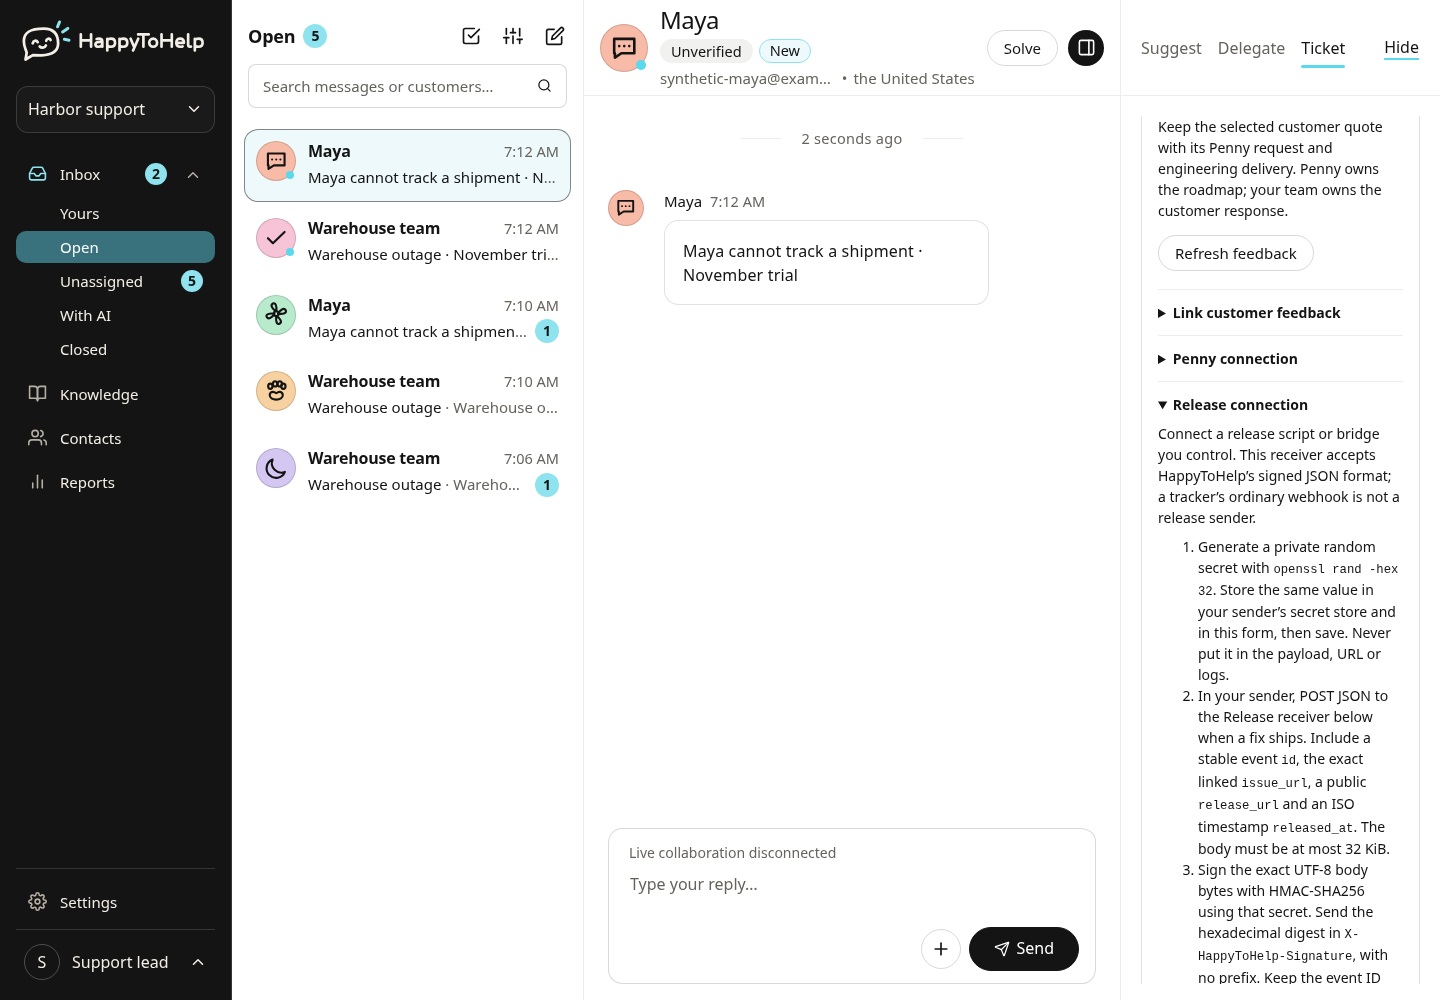 HappyToHelp
Harbor support
Inbox
2
Yours
Open
Unassigned
5
With AI
Closed
Knowledge
Contacts
Reports
Settings
S
Support lead
Open
5
Search messages or customers...
Maya
7:12 AM
Maya cannot track a shipment · N...
Warehouse team
7:12 AM
Warehouse outage · November tri...
Maya
7:10 AM
Maya cannot track a shipmen...
1
Warehouse team
7:10 AM
Warehouse outage · Warehouse o...
Warehouse team
7:06 AM
Warehouse outage · Wareho...
1
Maya
Unverified
New
synthetic-maya@exam... • the United States
Solve
2 seconds ago
Maya 7:12 AM
Maya cannot track a shipment ·
November trial
Live collaboration disconnected
Type your reply...
Send
Suggest
Delegate
Ticket
Hide
Keep the selected customer quote
with its Penny request and
engineering delivery. Penny owns
the roadmap; your team owns the
customer response.
Refresh feedback
Link customer feedback
Penny connection
Release connection
Connect a release script or bridge
you control. This receiver accepts
HappyToHelp’s signed JSON format;
a tracker’s ordinary webhook is not a
release sender.
1. Generate a private random
secret with openssl rand -hex
32. Store the same value in
your sender’s secret store and
in this form, then save. Never
put it in the payload, URL or
logs.
2. In your sender, POST JSON to
the Release receiver below
when a fix ships. Include a
stable event id, the exact
linked issue_url, a public
release_url and an ISO
timestamp released_at. The
body must be at most 32 KiB.
3. Sign the exact UTF-8 body
bytes with HMAC-SHA256
using that secret. Send the
hexadecimal digest in X-
HappyToHelp-Signature, with
no prefix. Keep the event ID